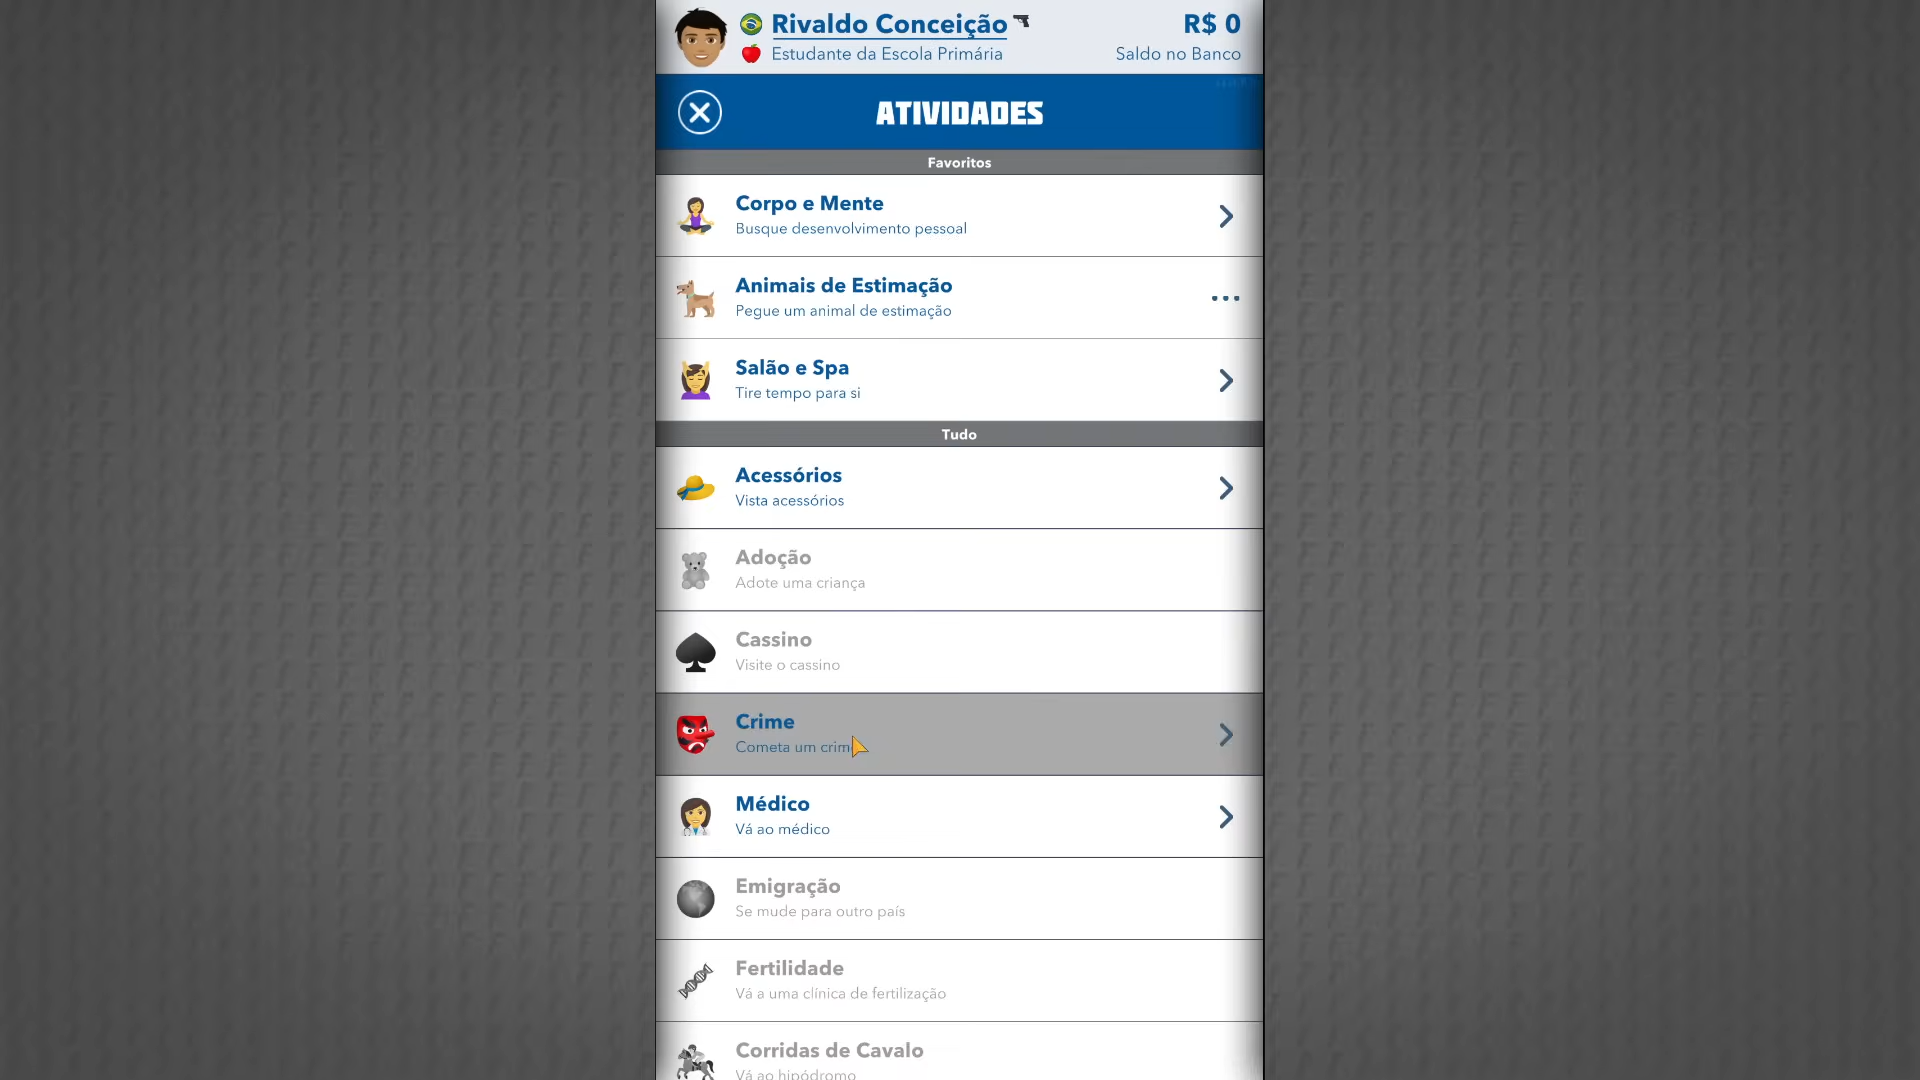 Rivaldo Conceição
R$ 0
Estudante da Escola Primária
Saldo no Banco
ATIVIDADES
Favoritos
Corpo e Mente
Busque desenvolvimento pessoal
Animais de Estimação
Pegue um animal de estimação
Salão e Spa
Tire tempo para si
Tudo
Acessórios
Vista acessórios
Adoção
Adote uma criança
Cassino
Visite o cassino
Crime
Cometa um crim
Médico
Vá ao médico
Emigração
Se mude para outro país
Fertilidade
Vá a uma clínica de fertilização
Corridas de Cavalo
Vá ao hipódromo